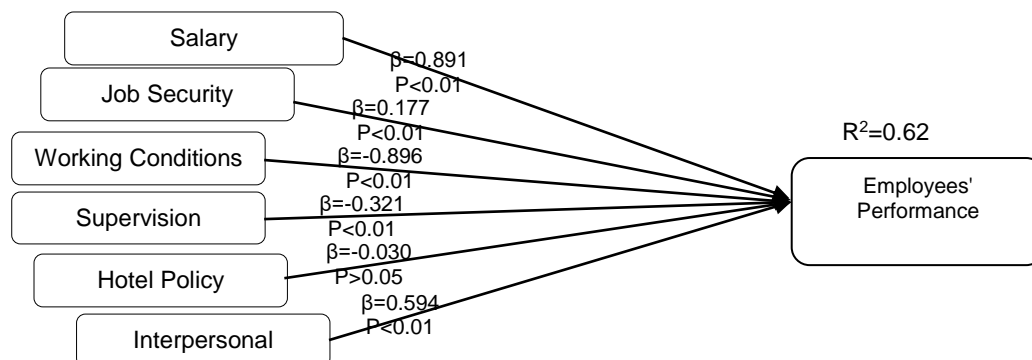 Salary
β=0.891
P<0.01
Job Security
β=0.177
P<0.01
R²=0.62
Working Conditions
β=-0.896
P<0.01
Employees'
Performance
Supervision
β=-0.321
P<0.01
Hotel Policy
β=-0.030
P>0.05
Interpersonal
β=0.594
P<0.01